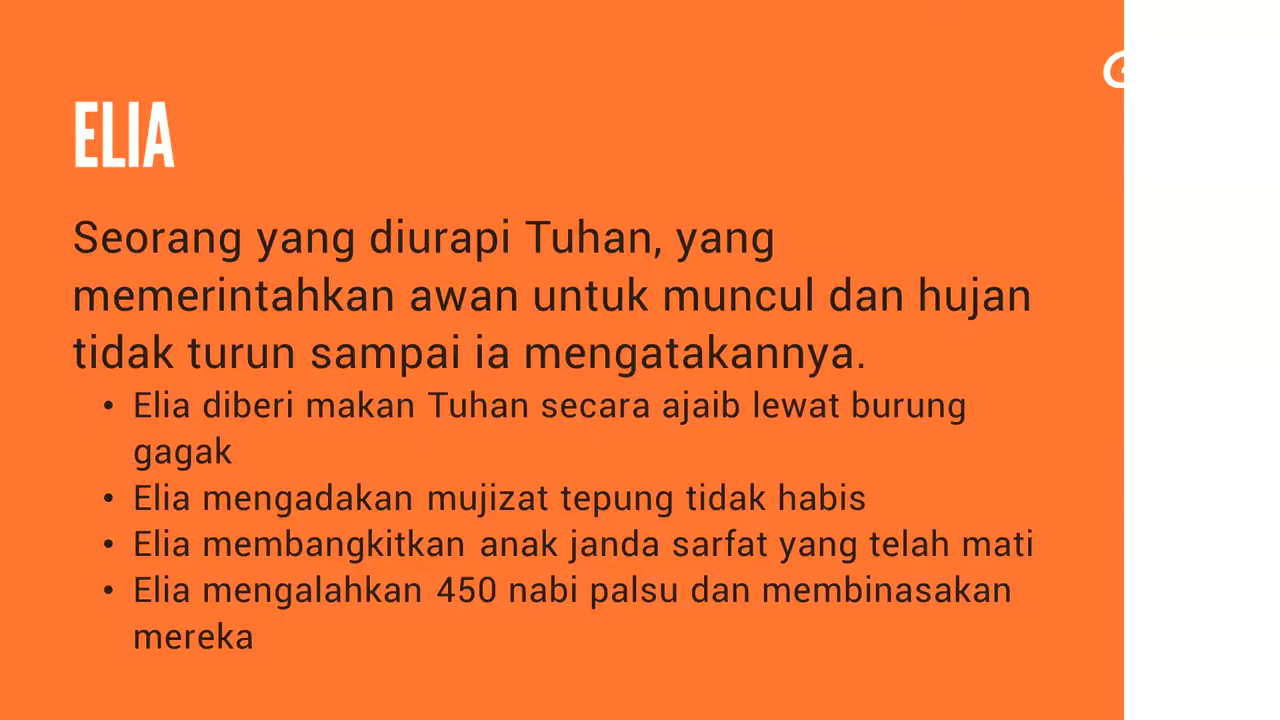 ELIA
Seorang yang diurapi Tuhan, yang
memerintahkan awan untuk muncul dan hujan
tidak turun sampai ia mengatakannya.
• Elia diberi makan Tuhan secara ajaib lewat burung
gagak
• Elia mengadakan mujizat tepung tidak habis
• Elia membangkitkan anak janda sarfat yang telah mati
• Elia mengalahkan 450 nabi palsu dan membinasakan
mereka